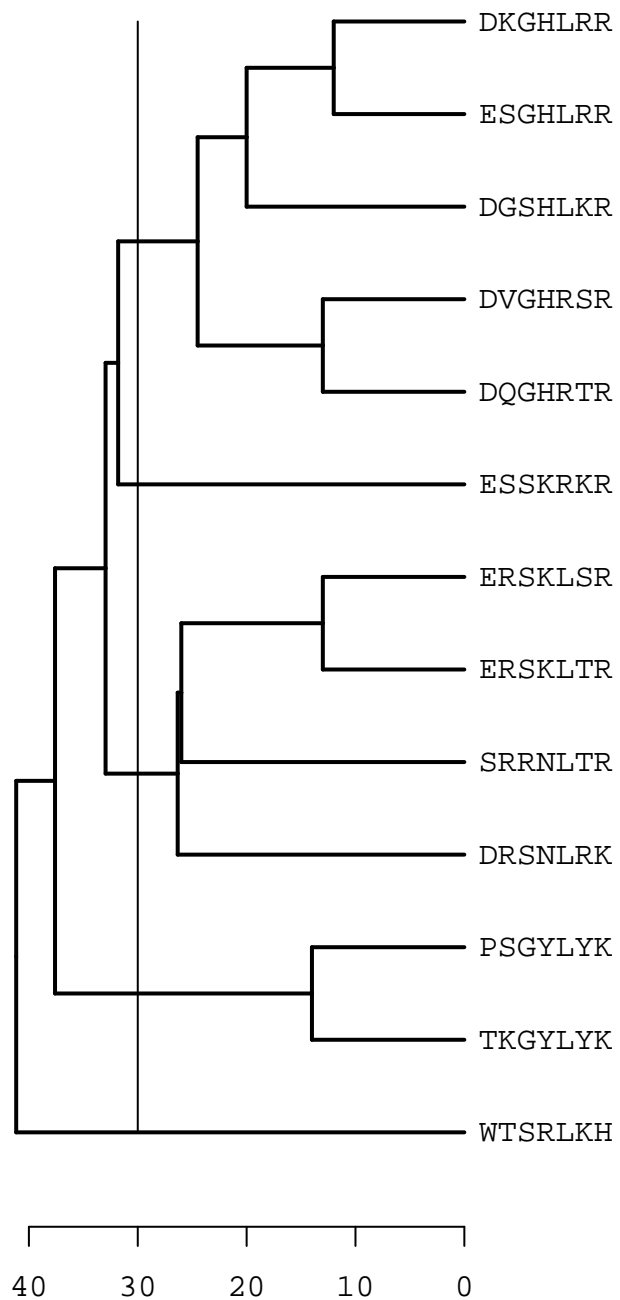 DKGHLRR
ESGHLRR
DGSHLKR
DVGHRSR
DQGHRTR
ESSKRKR
ERSKLSR
ERSKLTR
SRRNLTR
DRSNLRK
PSGYLYK
TKGYLYK
WTSRLKH
40 30 20 10 0